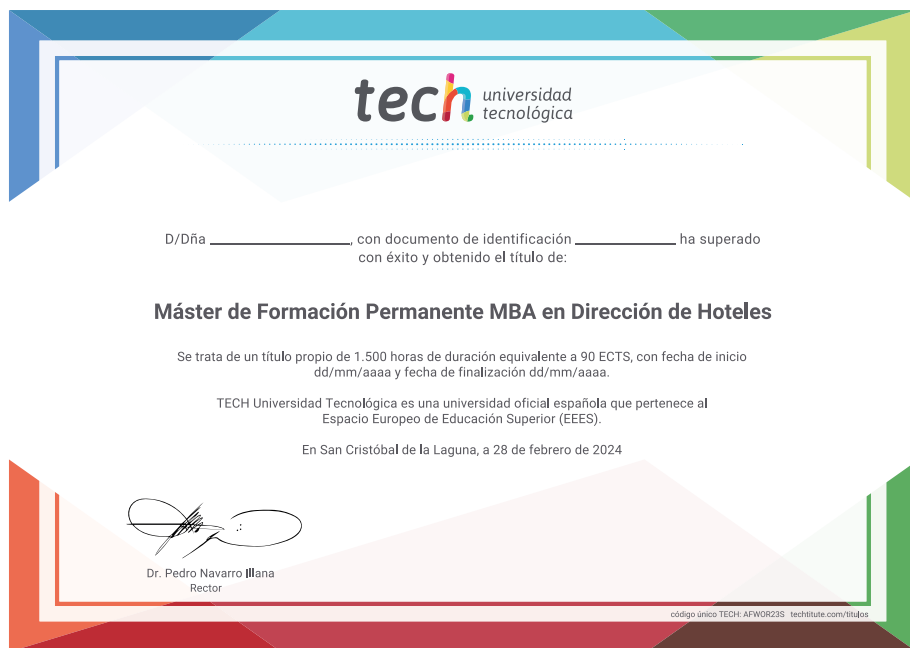 tech universidad
tecnológica
D/Dña ______________, con documento de identificación ______________ ha superado
con éxito y obtenido el título de:
Máster de Formación Permanente MBA en Dirección de Hoteles
Se trata de un título propio de 1.500 horas de duración equivalente a 90 ECTS, con fecha de inicio
dd/mm/aaaa y fecha de finalización dd/mm/aaaa.
TECH Universidad Tecnológica es una universidad oficial española que pertenece al
Espacio Europeo de Educación Superior (EEES).
En San Cristóbal de la Laguna, a 28 de febrero de 2024
Dr. Pedro Navarro Illana
Rector
código único TECH: AFWOR23S techtitute.com/titulos